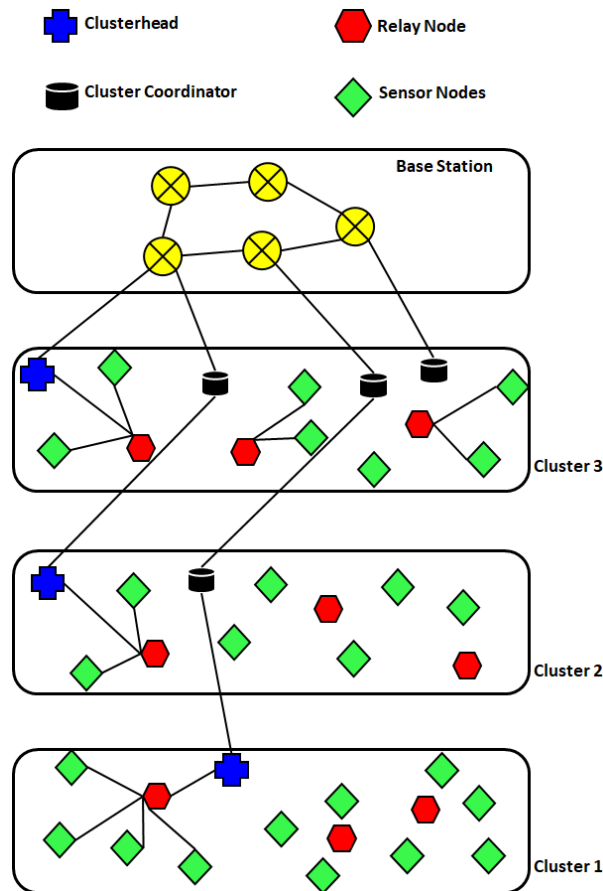 Clusterhead
Relay Node
Cluster Coordinator
Sensor Nodes
Base Station
Cluster 3
Cluster 2
Cluster 1